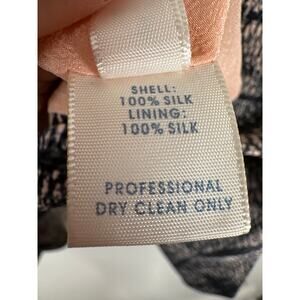 SHELL:
100% SILK
LINING:
100% SILK
PROFESSIONAL
DRY CLEAN ONLY